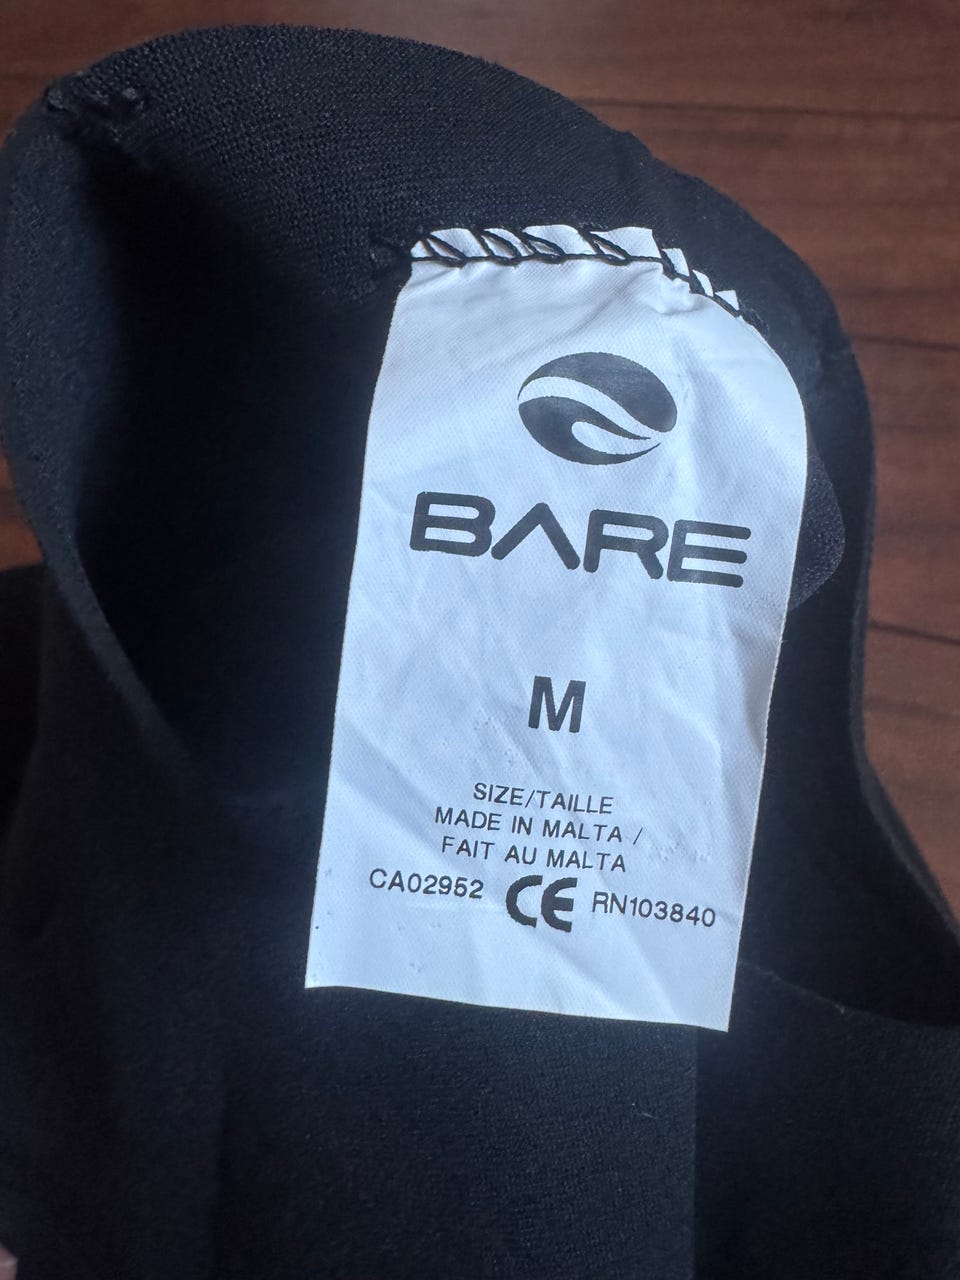 BARE
M
SIZE/TAILLE
MADE IN MALTA /
FAIT AU MALTA
CA02952 CE RN103840